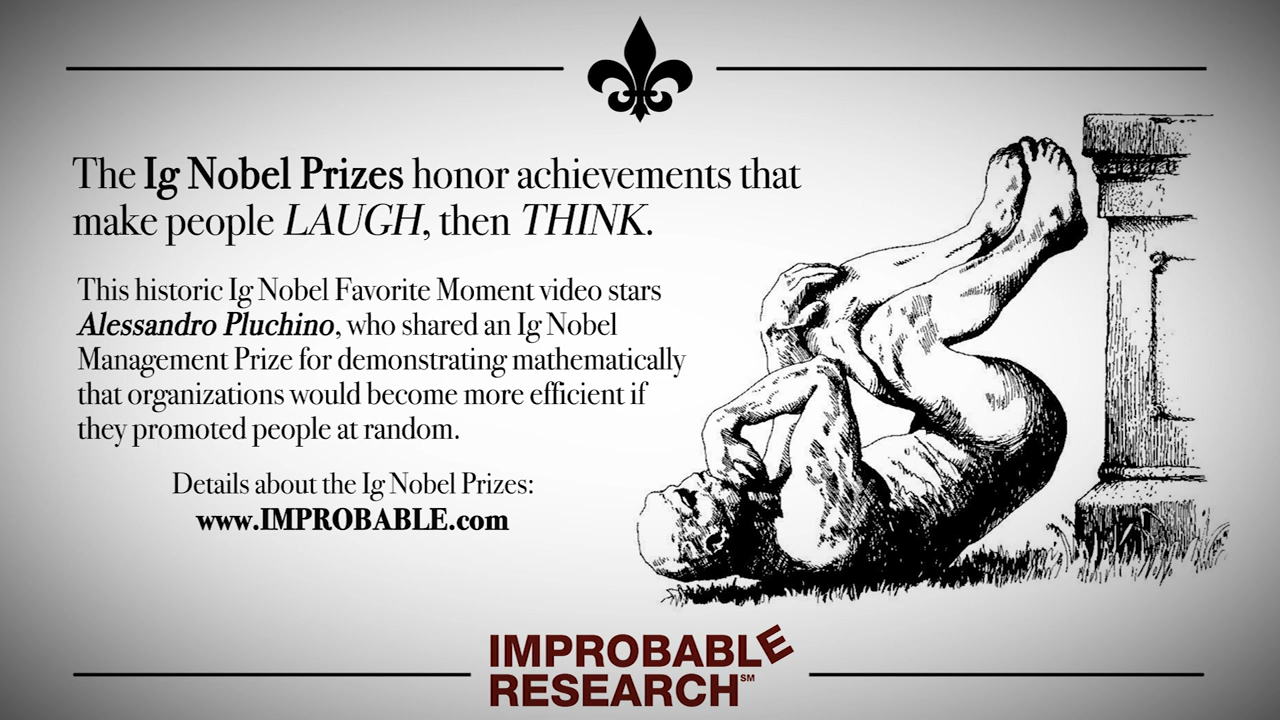 The Ig Nobel Prizes honor achievements that
make people LAUGH, then THINK.
This historic Ig Nobel Favorite Moment video stars
Alessandro Pluchino, who shared an Ig Nobel
Management Prize for demonstrating mathematically
that organizations would become more efficient if
they promoted people at random.
Details about the Ig Nobel Prizes:
www.IMPROBABLE.com
IMPROBABLE
RESEARCH℠